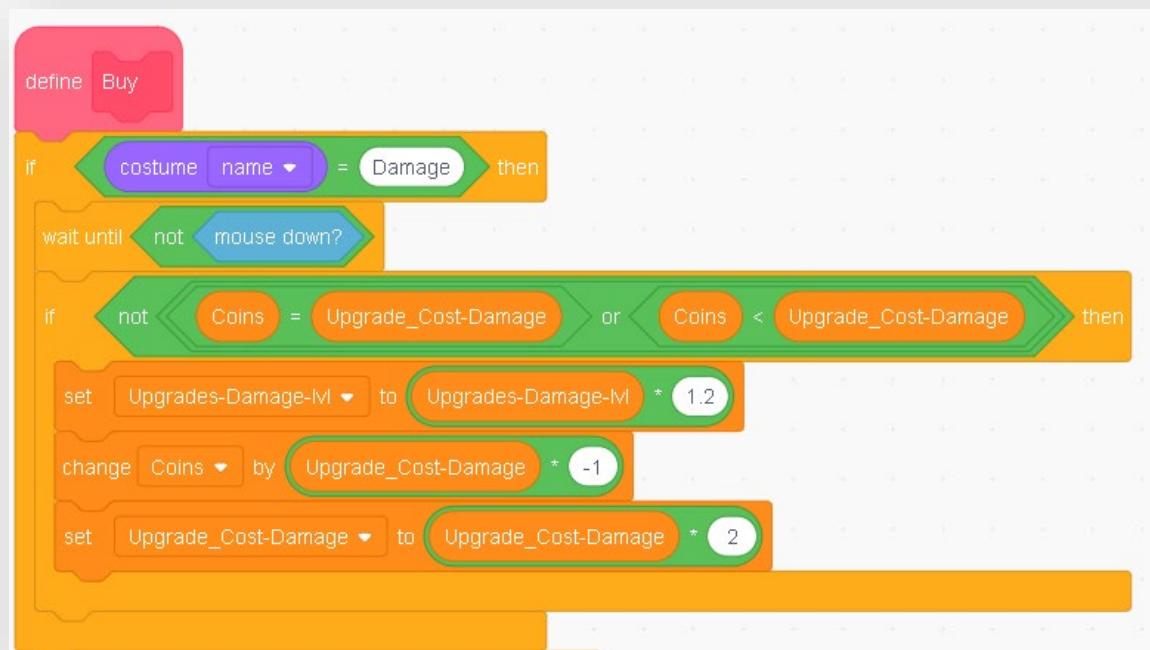 define Buy
if costume name = Damage then
wait until not mouse down?
if not Coins = Upgrade_Cost-Damage or Coins < Upgrade_Cost-Damage then
set Upgrades-Damage-lvl to Upgrades-Damage-lvl * 1.2
change Coins by Upgrade_Cost-Damage * -1
set Upgrade_Cost-Damage to Upgrade_Cost-Damage * 2